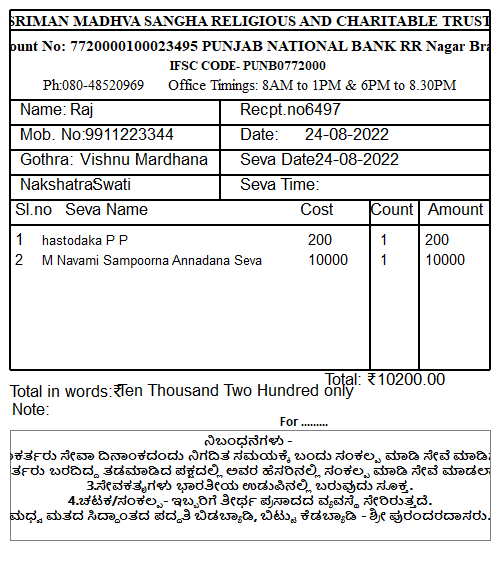 SRIMAN MADHVA SANGHA RELIGIOUS AND CHARITABLE TRUST
ount No: 7720000100023495 PUNJAB NATIONAL BANK RR Nagar Bra
IFSC CODE- PUNB0772000
Ph:080-48520969 Office Timings: 8AM to 1PM & 6PM to 8.30PM
Name: Raj Recpt.no6497
Mob. No:9911223344 Date: 24-08-2022
Gothra: Vishnu Mardhana Seva Date24-08-2022
NakshatraSwati Seva Time:
Sl.no Seva Name Cost Count Amount
1 hastodaka P P 200 1 200
2 M Navami Sampoorna Annadana Seva 10000 1 10000
Total: ₹10200.00
Total in words:₹Ten Thousand Two Hundred only
Note:
For .........
ನಿಬಂಧನೆಗಳು -
ಕರ್ತರು ಸೇವಾ ದಿನಾಂಕದಂದು ನಿಗದಿತ ಸಮಯಕ್ಕೆ ಬಂದು ಸಂಕಲ್ಪ ಮಾಡಿ ಸೇವೆ ಮಾಡಿಸ
ರ್ತರು ಬರದಿದ್ದ ತಡಮಾಡಿದ ಪಕ್ಷದಲ್ಲಿ ಅವರ ಹೆಸರಿನಲ್ಲಿ ಸಂಕಲ್ಪ ಮಾಡಿ ಸೇವೆ ಮಾಡಲಾ
3.ಸೇವಕರ್ತೃಗಳು ಭಾರತೀಯ ಉಡುಪಿನಲ್ಲಿ ಬರುವುದು ಸೂಕ್ತ.
4.ಚಟಕ/ಸಂಕಲ್ಪ- ಇಬ್ಬರಿಗೆ ತೀರ್ಥ ಪ್ರಸಾದದ ವ್ಯವಸ್ಥೆ ಸೇರಿರುತ್ತದೆ.
ಮಧ್ವ ಮತದ ಸಿದ್ಧಾಂತದ ಪದ್ಧತಿ ಬಿಡಬ್ಯಾಡಿ, ಬಿಟ್ಟು ಕೆಡಬ್ಯಾಡಿ - ಶ್ರೀ ಪುರಂದರದಾಸರು.